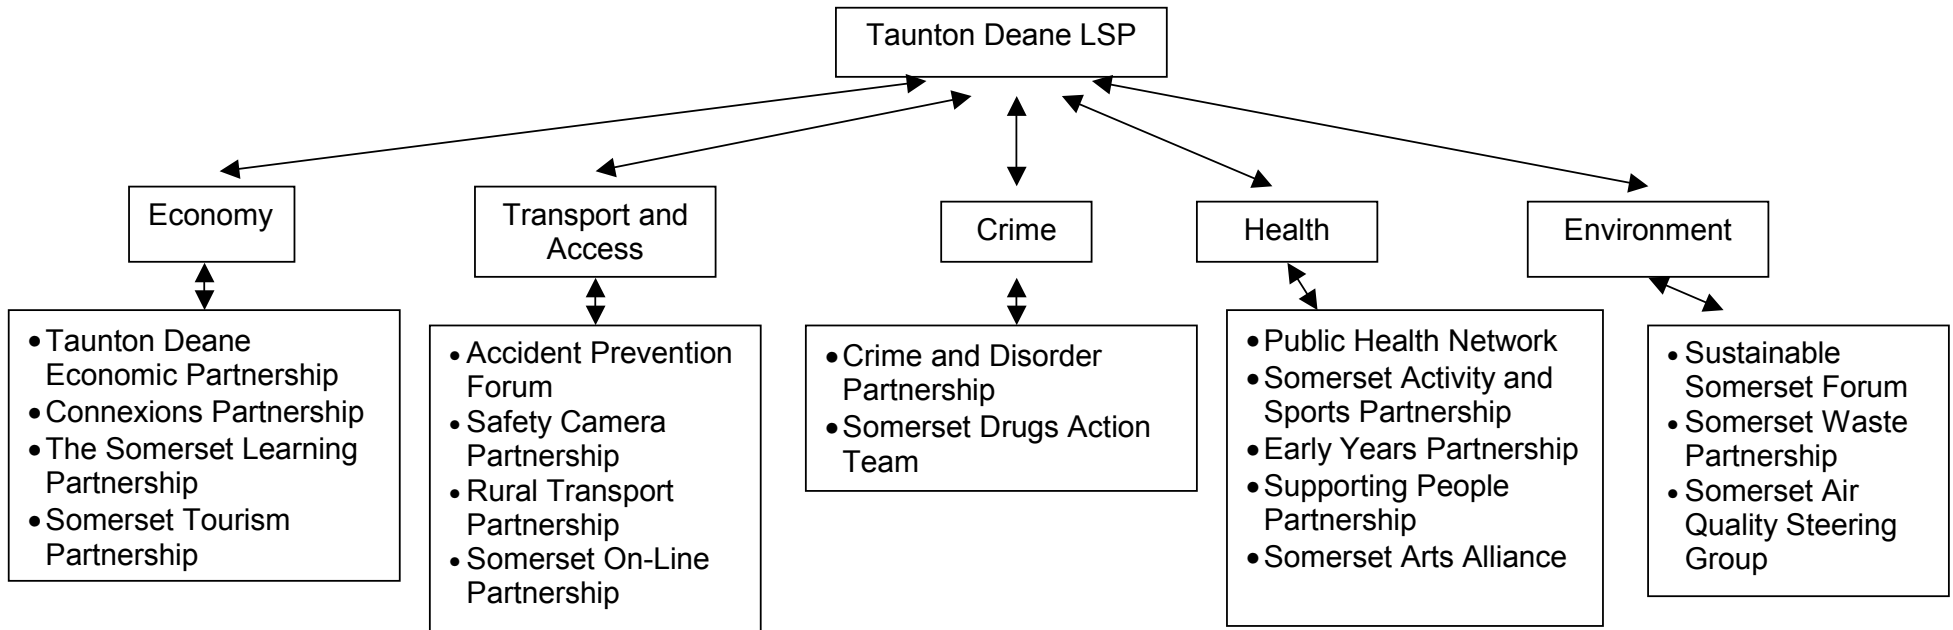 Taunton Deane LSP
Economy
Transport and
Access
Crime
Health
Environment
• Taunton Deane
Economic Partnership
• Connexions Partnership
• The Somerset Learning
Partnership
• Somerset Tourism
Partnership
• Accident Prevention
Forum
• Safety Camera
Partnership
• Rural Transport
Partnership
• Somerset On-Line
Partnership
• Crime and Disorder
Partnership
• Somerset Drugs Action
Team
• Public Health Network
• Somerset Activity and
Sports Partnership
• Early Years Partnership
• Supporting People
Partnership
• Somerset Arts Alliance
• Sustainable
Somerset Forum
• Somerset Waste
Partnership
• Somerset Air
Quality Steering
Group